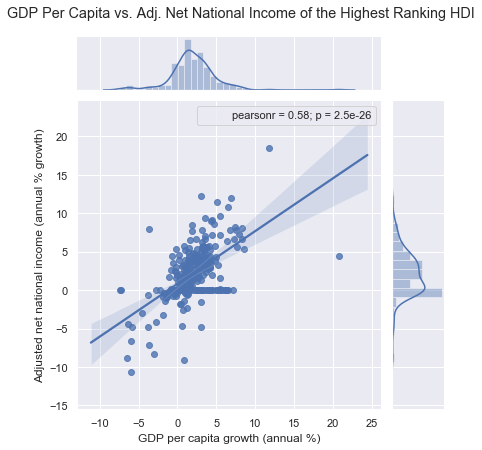 GDP Per Capita vs. Adj. Net National Income of the Highest Ranking HDI
pearsonr = 0.58; p = 2.5e-26
Adjusted net national income (annual % growth)
20
15
10
5
0
−5
−10
−15
−10 −5 0 5 10 15 20 25
GDP per capita growth (annual %)